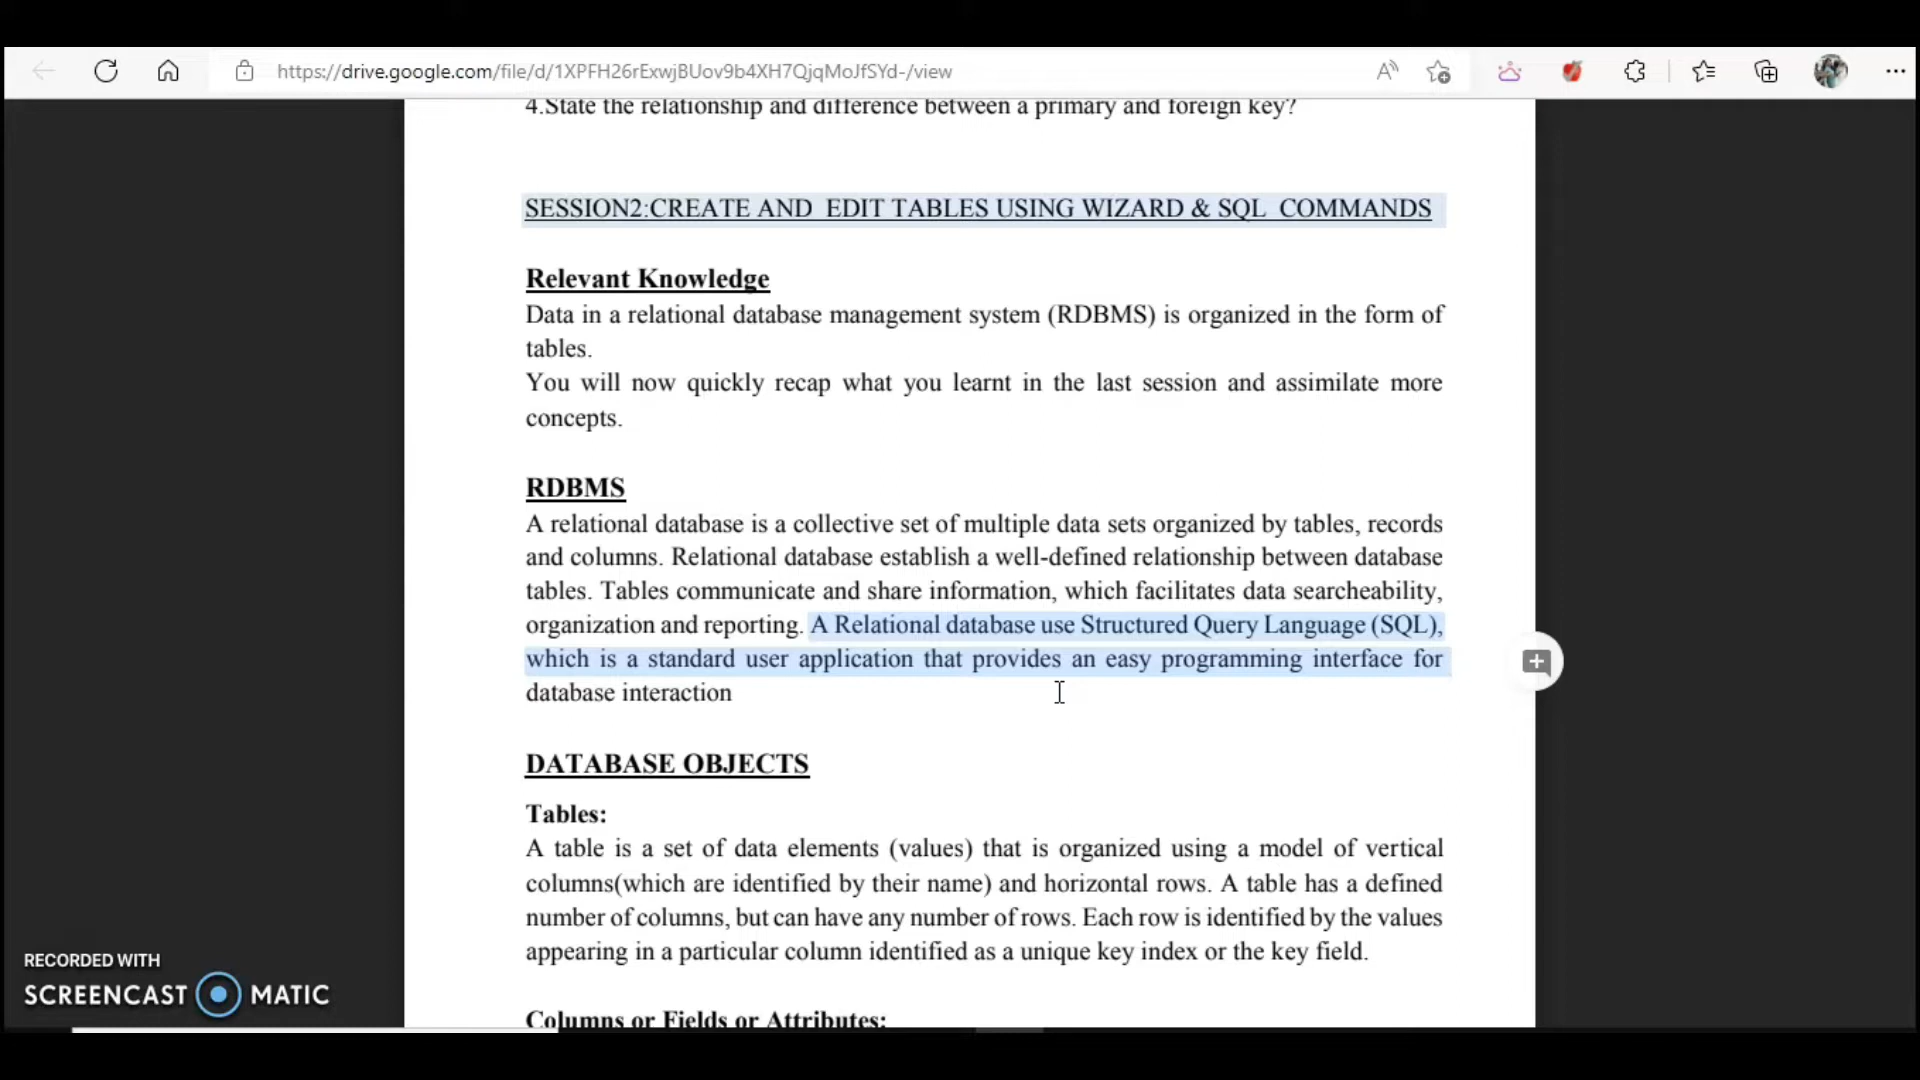 https://drive.google.com/file/d/1XPFH26rExwjBUov9b4XH7QjqMoJfSYd-/view
4.State the relationship and difference between a primary and foreign key?
SESSION2:CREATE AND EDIT TABLES USING WIZARD & SQL COMMANDS
Relevant Knowledge
Data in a relational database management system (RDBMS) is organized in the form of
tables.
You will now quickly recap what you learnt in the last session and assimilate more
concepts.
RDBMS
A relational database is a collective set of multiple data sets organized by tables, records
and columns. Relational database establish a well-defined relationship between database
tables. Tables communicate and share information, which facilitates data searcheability,
organization and reporting. A Relational database use Structured Query Language (SQL),
which is a standard user application that provides an easy programming interface for
database interaction
DATABASE OBJECTS
Tables:
A table is a set of data elements (values) that is organized using a model of vertical
columns(which are identified by their name) and horizontal rows. A table has a defined
number of columns, but can have any number of rows. Each row is identified by the values
appearing in a particular column identified as a unique key index or the key field.
Columns or Fields or Attributes:
RECORDED WITH
SCREENCAST MATIC